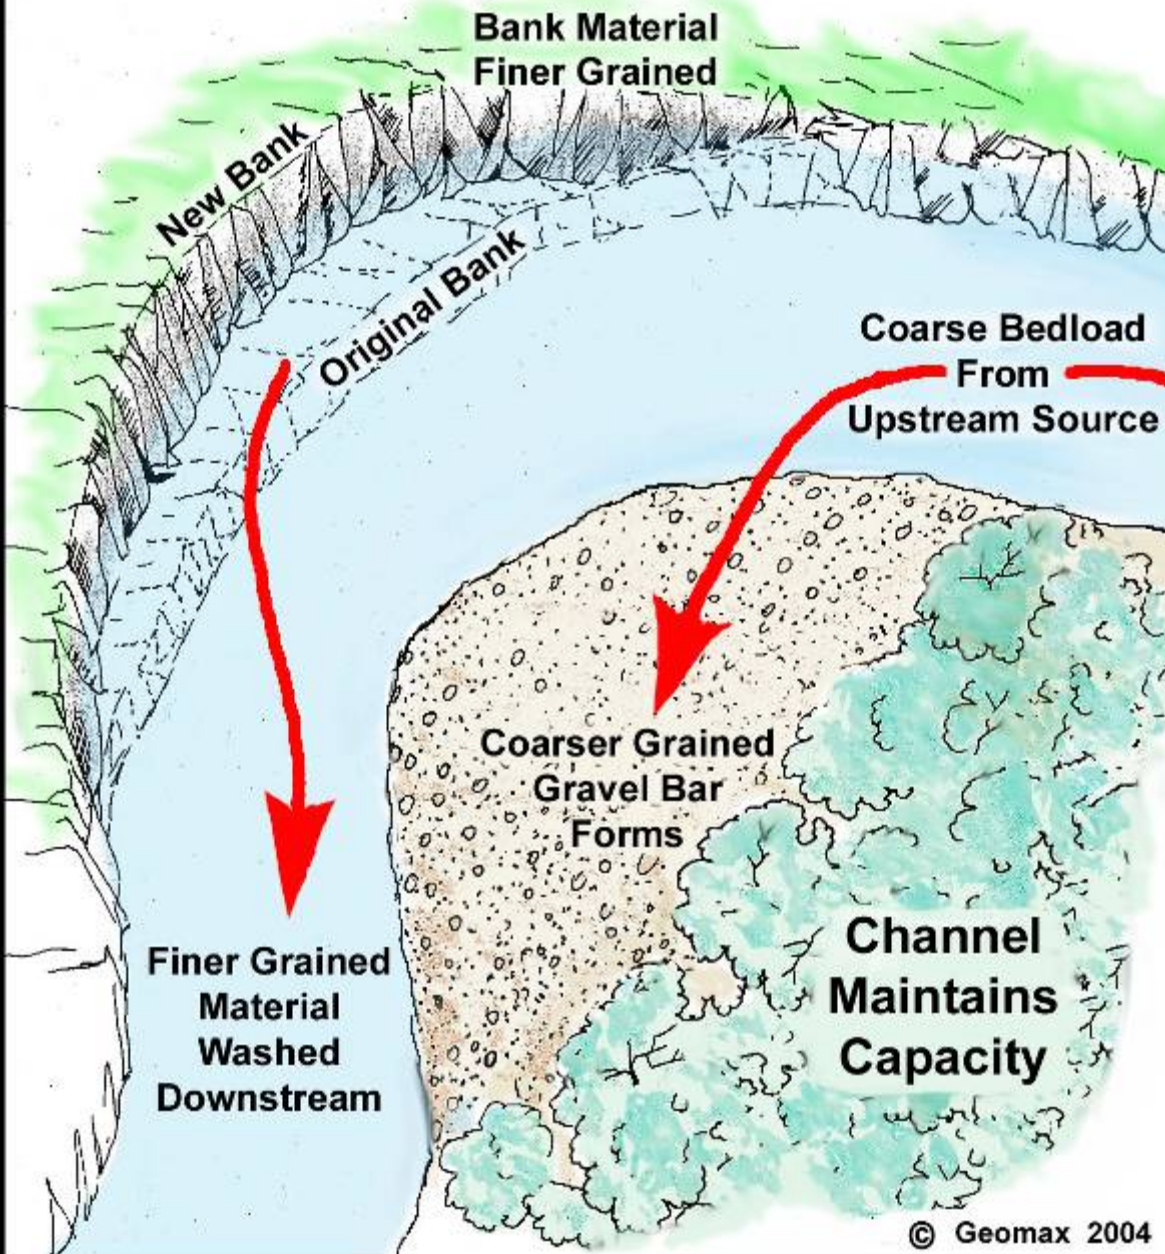 Bank Material
Finer Grained
New Bank
Original Bank
Coarse Bedload
From
Upstream Source
Coarser Grained
Gravel Bar
Forms
Channel
Maintains
Capacity
Finer Grained
Material
Washed
Downstream
© Geomax 2004